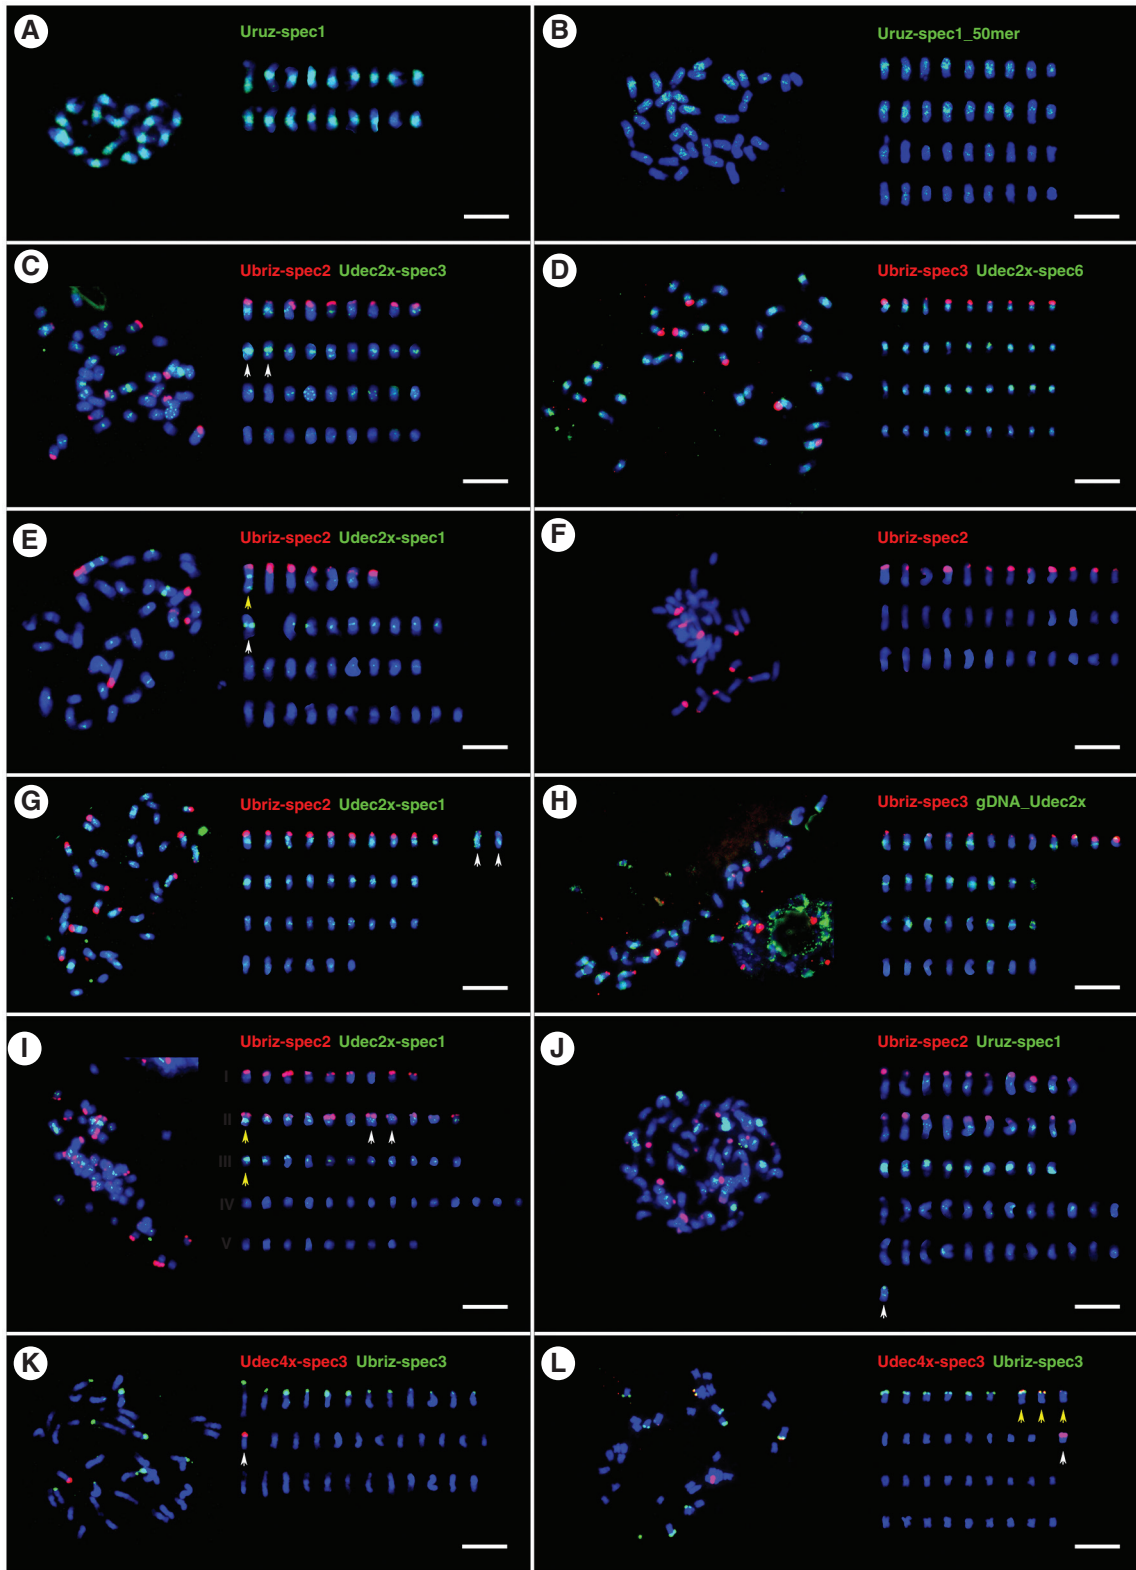 A
Uruz-spec1
B
Uruz-spec1_50mer
C
Ubriz-spec2 Udec2x-spec3
D
Ubriz-spec3 Udec2x-spec6
E
Ubriz-spec2 Udec2x-spec1
F
Ubriz-spec2
G
Ubriz-spec2 Udec2x-spec1
H
Ubriz-spec3 gDNA_Udec2x
I
Ubriz-spec2 Udec2x-spec1
I
II
III
IV
V
J
Ubriz-spec2 Uruz-spec1
K
Udec4x-spec3 Ubriz-spec3
L
Udec4x-spec3 Ubriz-spec3